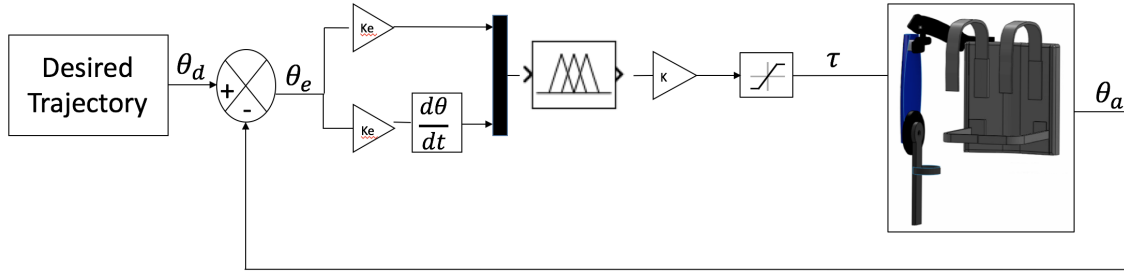 Desired
Trajectory
θd
+
-
θe
Ke
Ke
dθ
dt
K
τ
θa